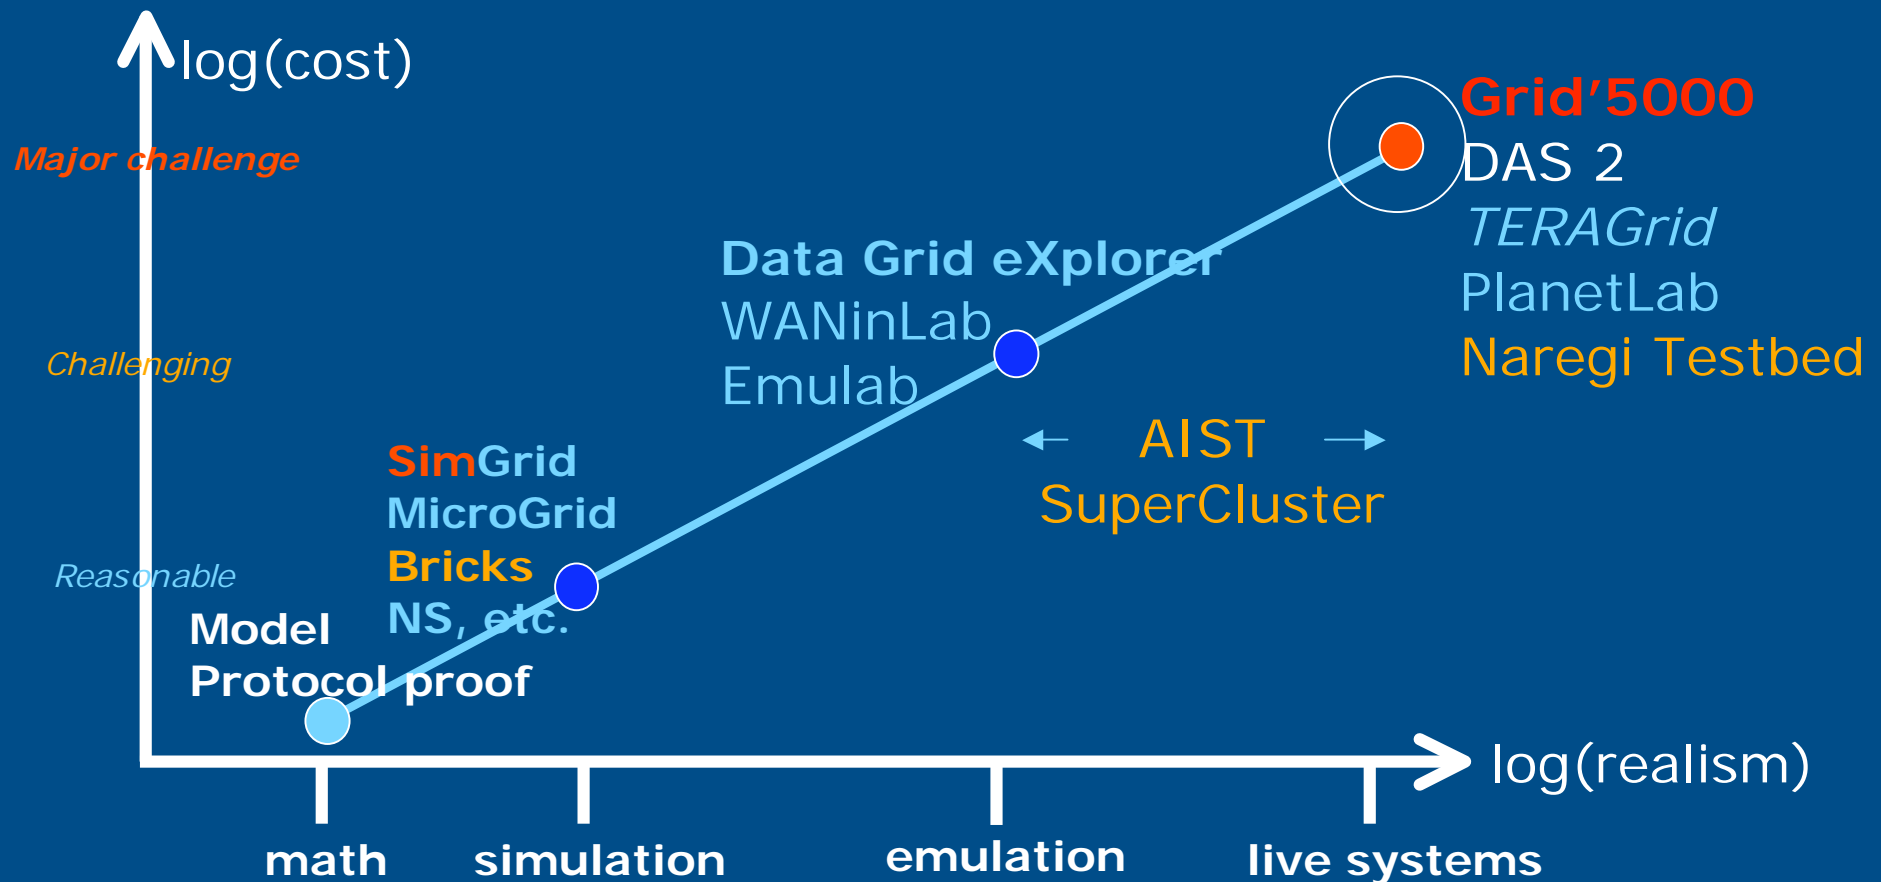 log(cost)
Major challenge
Challenging
Reasonable
Grid'5000
DAS 2
TERAGrid
PlanetLab
Naregi Testbed
Data Grid eXplorer
WANinLab
Emulab
AIST
SuperCluster
SimGrid
MicroGrid
Bricks
NS, etc.
Model
Protocol proof
log(realism)
math simulation emulation live systems